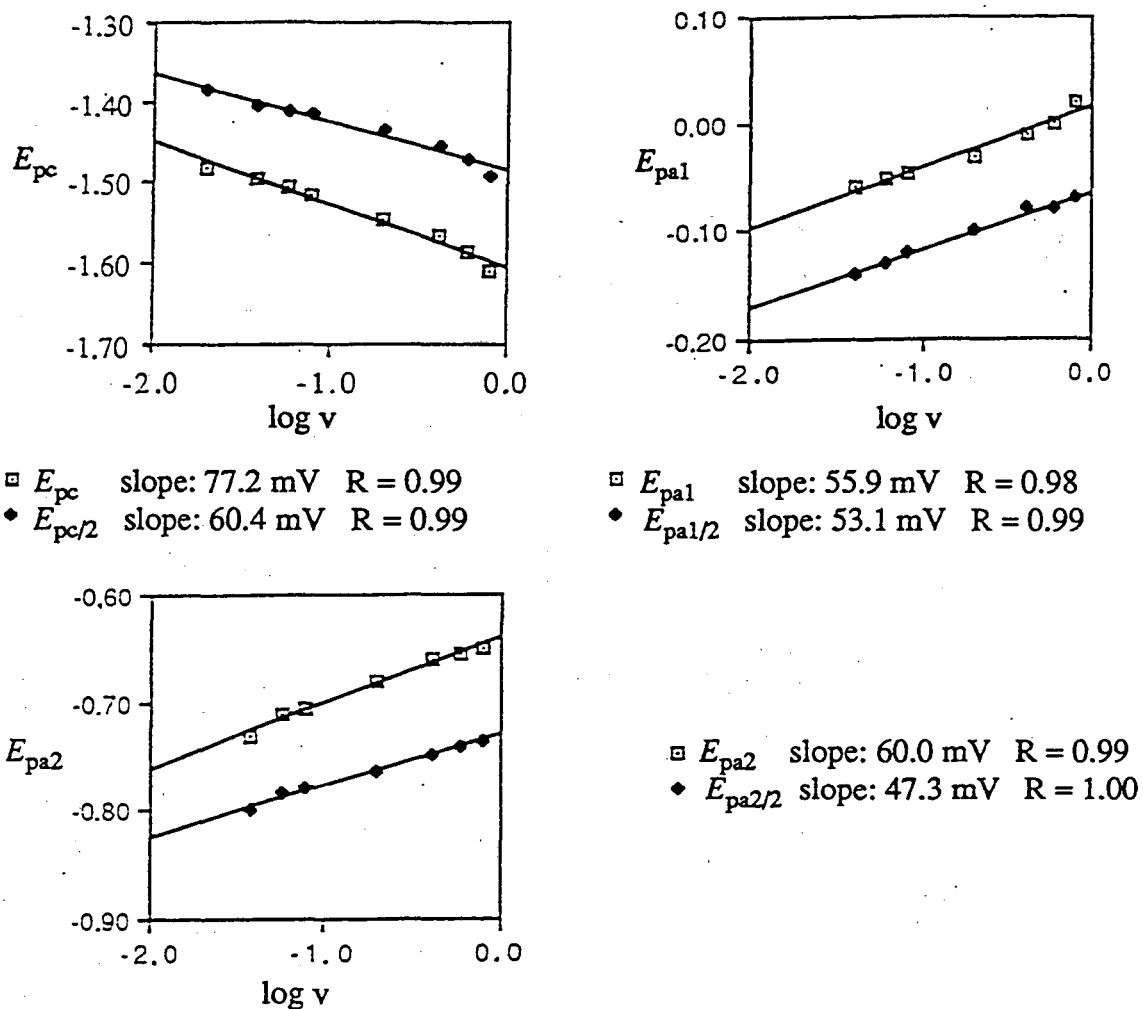 -1.30
-1.40
-1.50
-1.60
-1.70
E_pc
-2.0 -1.0 0.0
log v
0.10
0.00
-0.10
-0.20
E_pa1
-2.0 -1.0 0.0
log v
⊡ E_pc slope: 77.2 mV R = 0.99
◆ E_pc/2 slope: 60.4 mV R = 0.99
⊡ E_pa1 slope: 55.9 mV R = 0.98
◆ E_pa1/2 slope: 53.1 mV R = 0.99
-0.60
-0.70
-0.80
-0.90
E_pa2
-2.0 -1.0 0.0
log v
⊡ E_pa2 slope: 60.0 mV R = 0.99
◆ E_pa2/2 slope: 47.3 mV R = 1.00